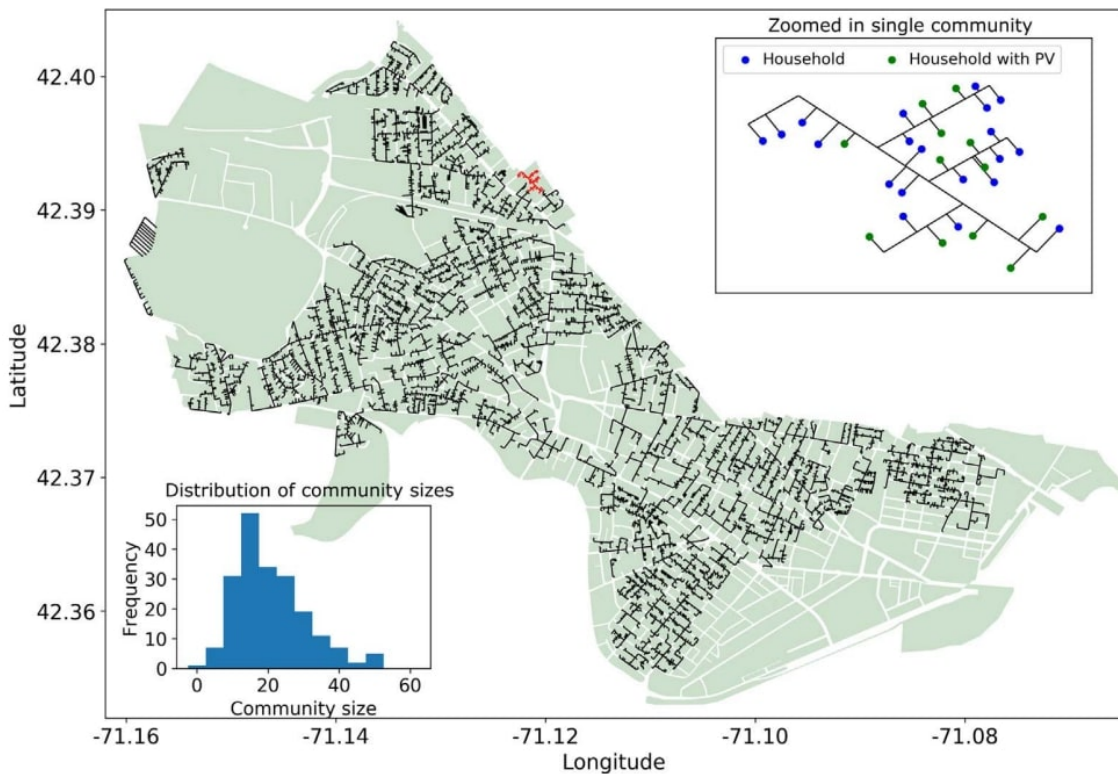 Zoomed in single community
Household
Household with PV
42.40
42.39
42.38
42.37
42.36
Latitude
Distribution of community sizes
50
40
30
20
10
0
Frequency
0 20 40 60
Community size
-71.16 -71.14 -71.12 -71.10 -71.08
Longitude